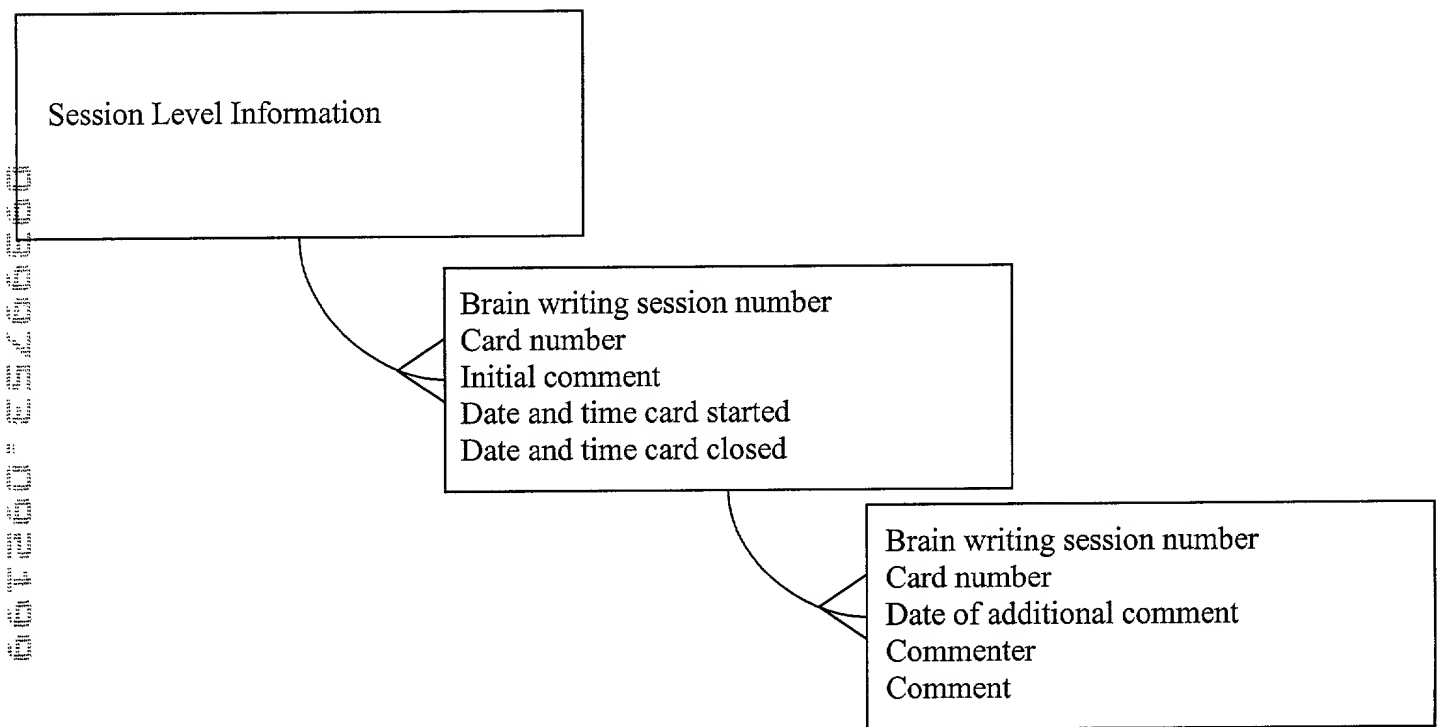 Session Level Information
Brain writing session number
Card number
Initial comment
Date and time card started
Date and time card closed
Brain writing session number
Card number
Date of additional comment
Commenter
Comment